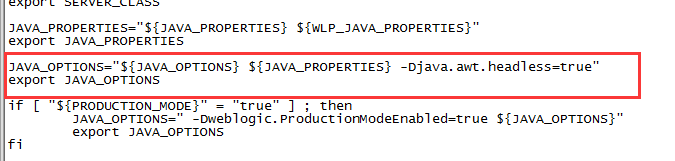 export SERVER_CLASS
JAVA_PROPERTIES="${JAVA_PROPERTIES} ${WLP_JAVA_PROPERTIES}"
export JAVA_PROPERTIES
JAVA_OPTIONS="${JAVA_OPTIONS} ${JAVA_PROPERTIES} -Djava.awt.headless=true"
export JAVA_OPTIONS
if [ "${PRODUCTION_MODE}" = "true" ] ; then
        JAVA_OPTIONS=" -Dweblogic.ProductionModeEnabled=true ${JAVA_OPTIONS}"
        export JAVA_OPTIONS
fi